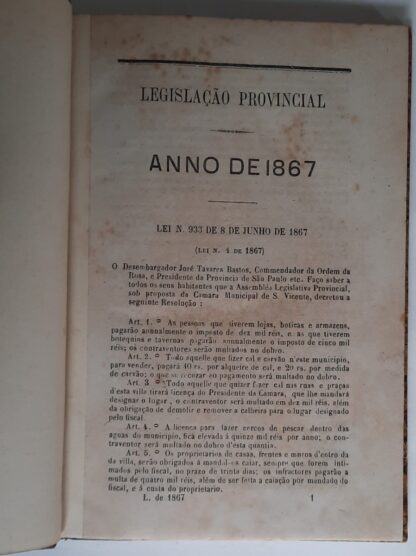 LEGISLAÇÃO PROVINCIAL
ANNO DE 1867
LEI N. 933 DE 8 DE JUNHO DE 1867
(LEI N. 1 DE 1867)
O Desembargador José Tavares Bastos, Commendador da Ordem da
Rosa, e Presidente da Provincia de São Paulo etc. Faço saber a
todos os seus habitantes que a Assembléa Legislativa Provincial,
sob proposta da Camara Municipal de S. Vicente, decretou a
seguinte Resolução :
Art. 1.º As pessoas que tiverem lojas, boticas e armazens,
pagarão annualmente o imposto de dez mil réis, e as que tiverem
botequins e tavernas pagarão annualmente o imposto de cinco mil
réis; os contraventores serão multados no dobro.
Art. 2.º Todo aquelle que fizer cal e carvão n'este municipio,
para vender, pagará 40 rs. por alqueire de cal, e 20 rs. por medida
de carvão; o que se o pagamento será multado no dobro.
Art. 3.º Todo aquelle que quizer fazer cal nas ruas e praças
d'esta villa tirará licença do Presidente da Camara, que lhe mandará
designar o logar, o contraventor será multado em dez mil réis, além
da obrigação de demolir e remover a calheira para o lugar designado
pelo fiscal.
Art. 4.º A licença para fazer cercos de pescar dentro das
aguas do municipio, fica elevada á quinze mil réis por anno; o con-
traventor será multado no dobro d'esta quantia.
Art. 5.º Os proprietarios de casas, frentes e muros d'entro da
da villa, serão obrigados á mandal-os caiar, sempre que forem inti-
mados pelo fiscal, no prazo de trinta dias; os infractores pagarão a
multa de quatro mil réis, além de ser feita a caiação por mandado do
fiscal, e á custa do proprietario.
L. de 1867 1